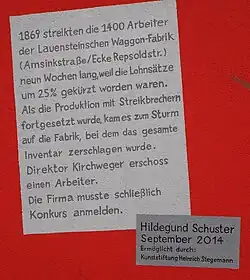 1869 streikten die 1400 Arbeiter
der Lauensteinschen Waggon-Fabrik
(Amsinkstraße/Ecke Repsoldstr.)
neun Wochen lang, weil die Lohnsätze
um 25% gekürzt worden waren.
Als die Produktion mit Streikbrechern
fortgesetzt wurde, kam es zum Sturm
auf die Fabrik, bei dem das gesamte
Inventar zerschlagen wurde.
Direktor Kirchweger erschoss
einen Arbeiter.
Die Firma musste schließlich
Konkurs anmelden.
Hildegund Schuster
September 2014
Ermöglicht durch:
Kunststiftung Heinrich Stegemann